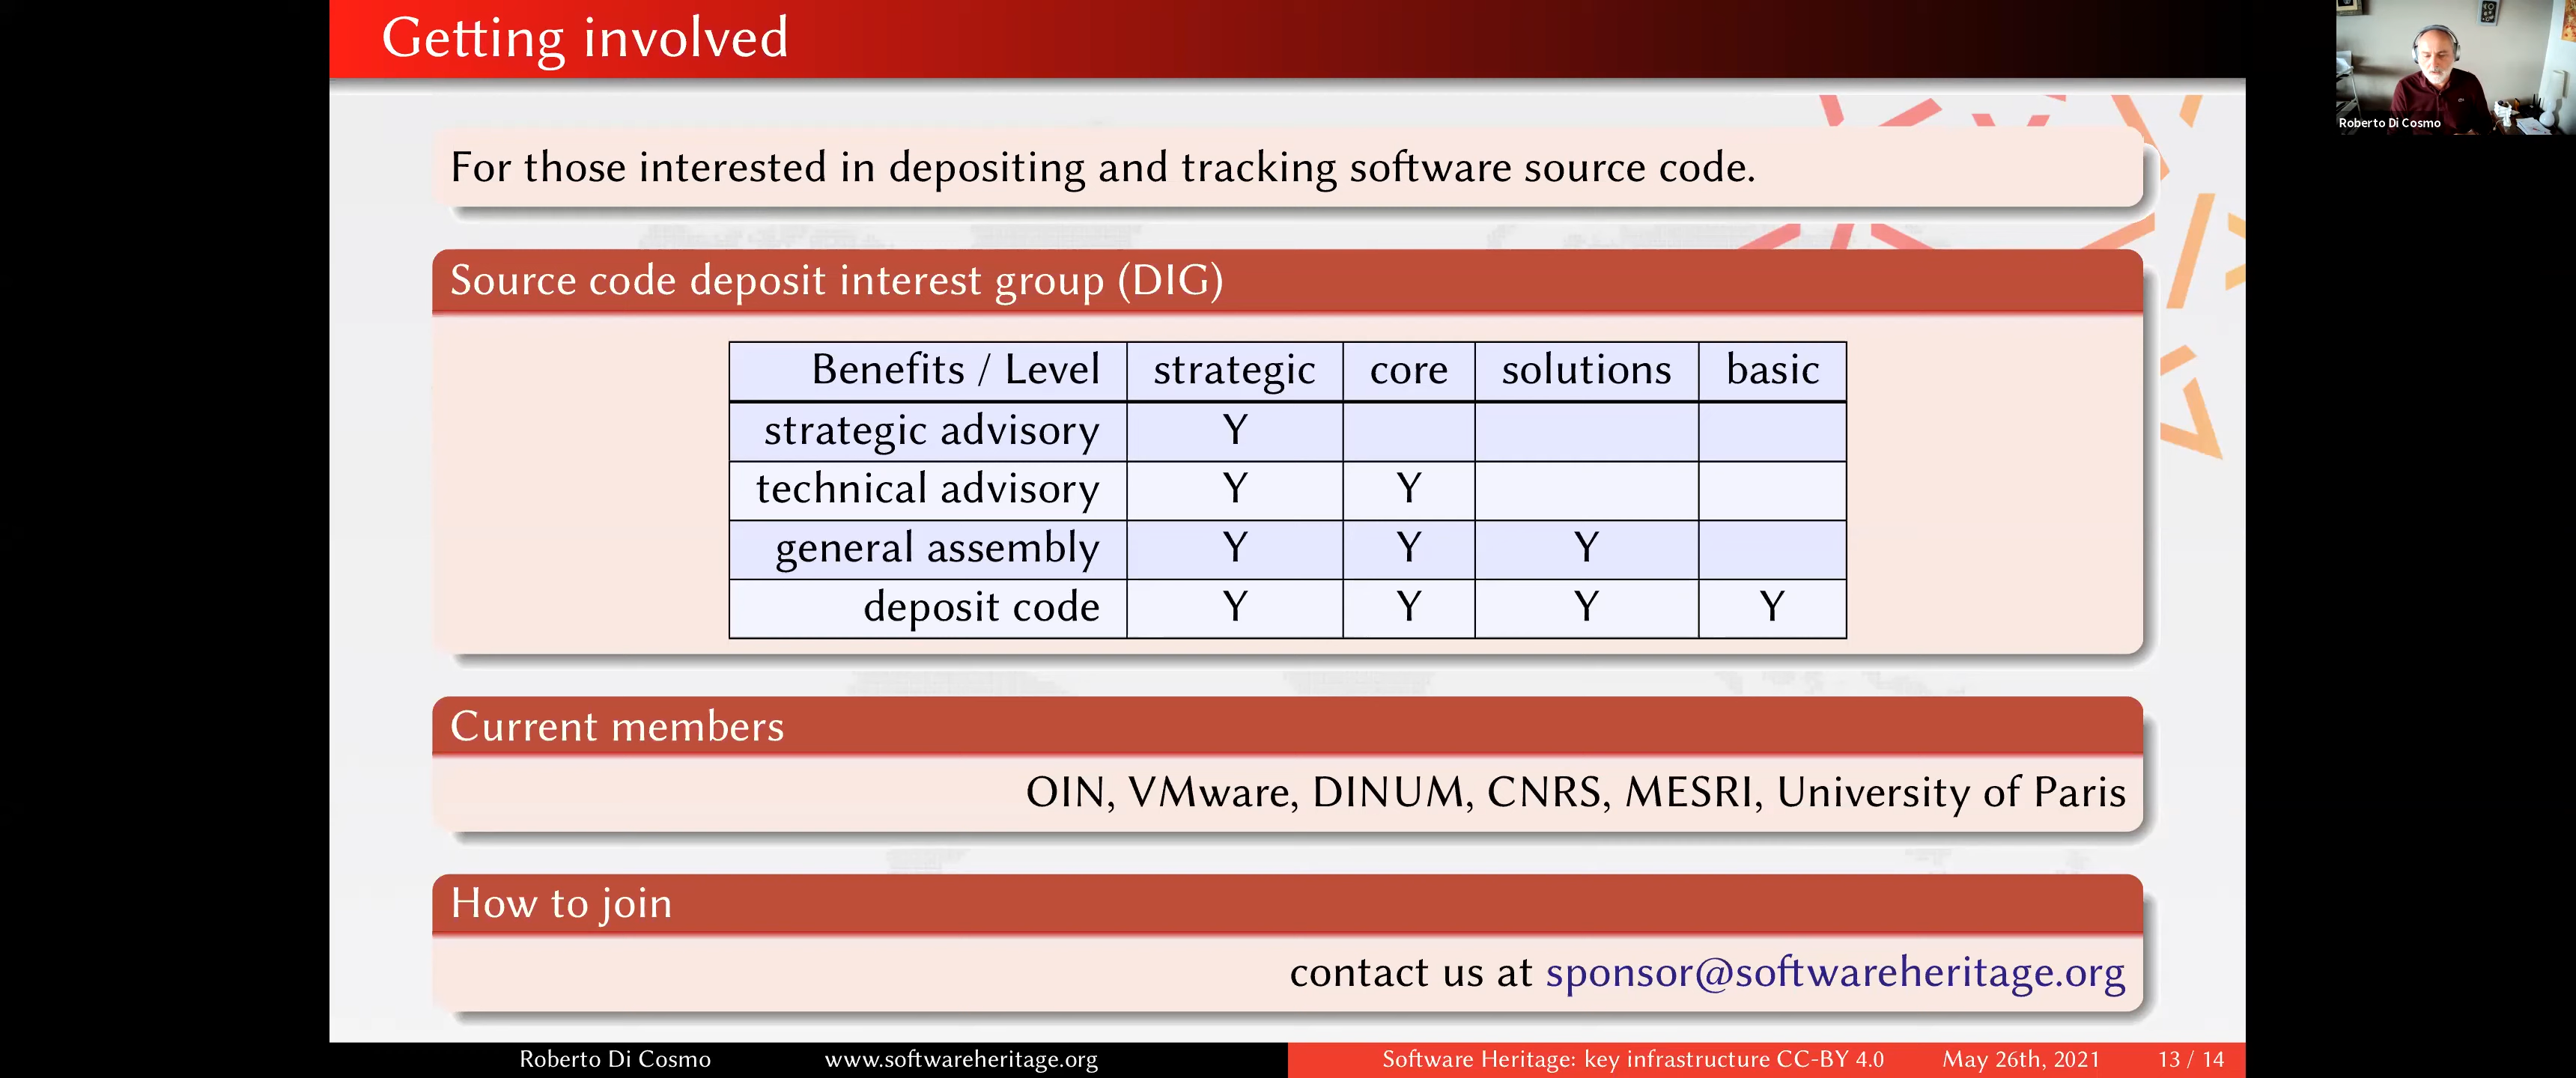 Getting involved
Roberto Di Cosmo
For those interested in depositing and tracking software source code.
Source code deposit interest group (DIG)
Benefits / Level strategic core solutions basic
strategic advisory Y
technical advisory Y Y
general assembly Y Y Y
deposit code Y Y Y Y
Current members
OIN, VMware, DINUM, CNRS, MESRI, University of Paris
How to join
contact us at sponsor@softwareheritage.org
Roberto Di Cosmo www.softwareheritage.org Software Heritage: key infrastructure CC-BY 4.0 May 26th, 2021 13 / 14